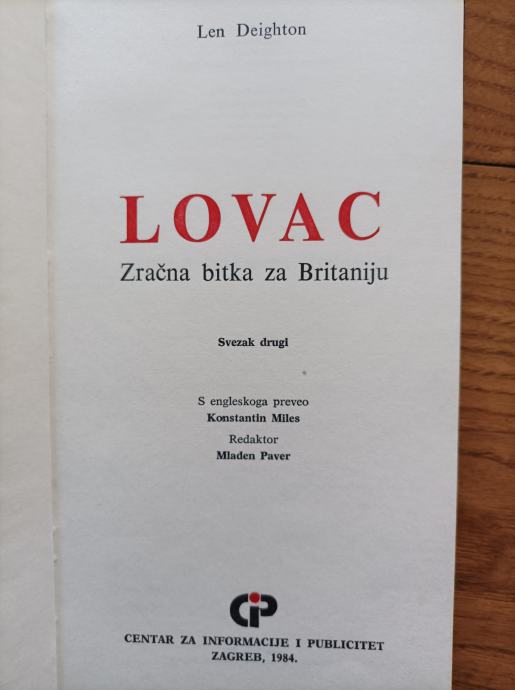 Len Deighton
LOVAC
Zračna bitka za Britaniju
Svezak drugi
S engleskoga preveo
Konstantin Miles
Redaktor
Mladen Paver
CIP
CENTAR ZA INFORMACIJE I PUBLICITET
ZAGREB, 1984.